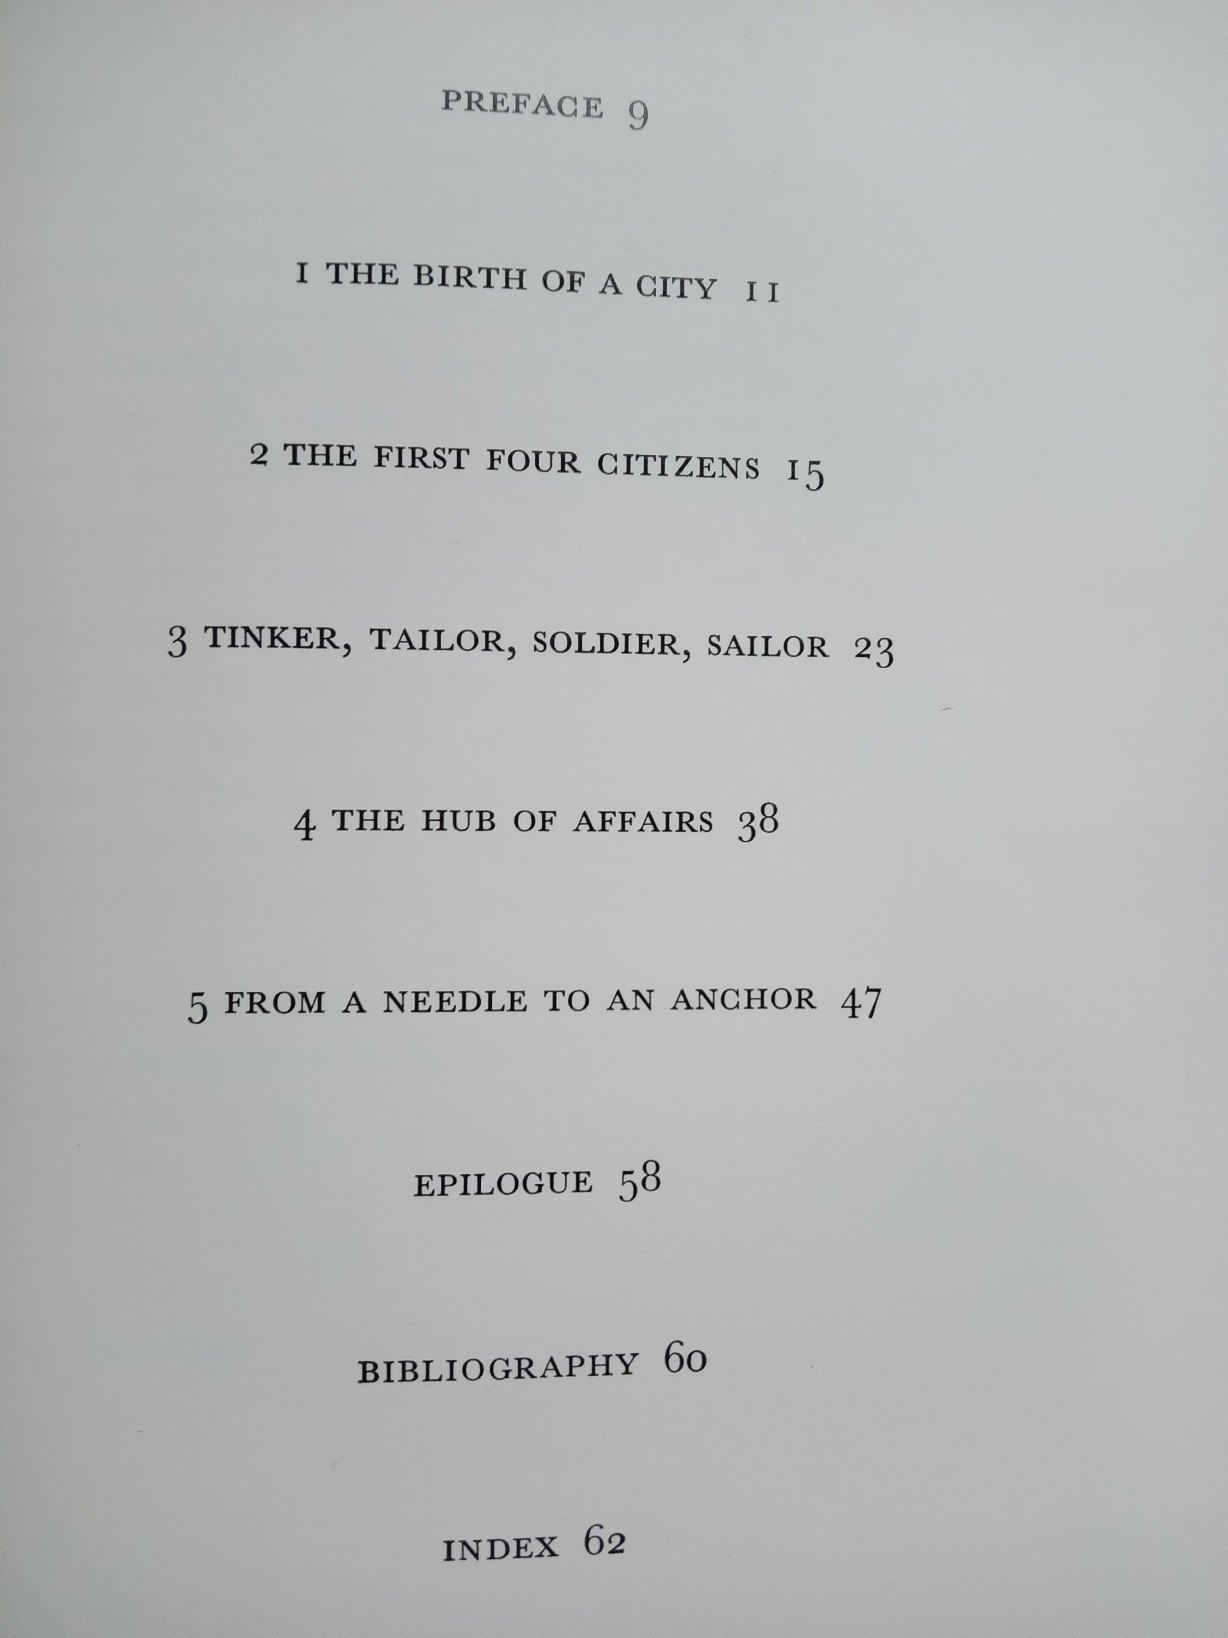 PREFACE 9
1 THE BIRTH OF A CITY 11
2 THE FIRST FOUR CITIZENS 15
3 TINKER, TAILOR, SOLDIER, SAILOR 23
4 THE HUB OF AFFAIRS 38
5 FROM A NEEDLE TO AN ANCHOR 47
EPILOGUE 58
BIBLIOGRAPHY 60
INDEX 62